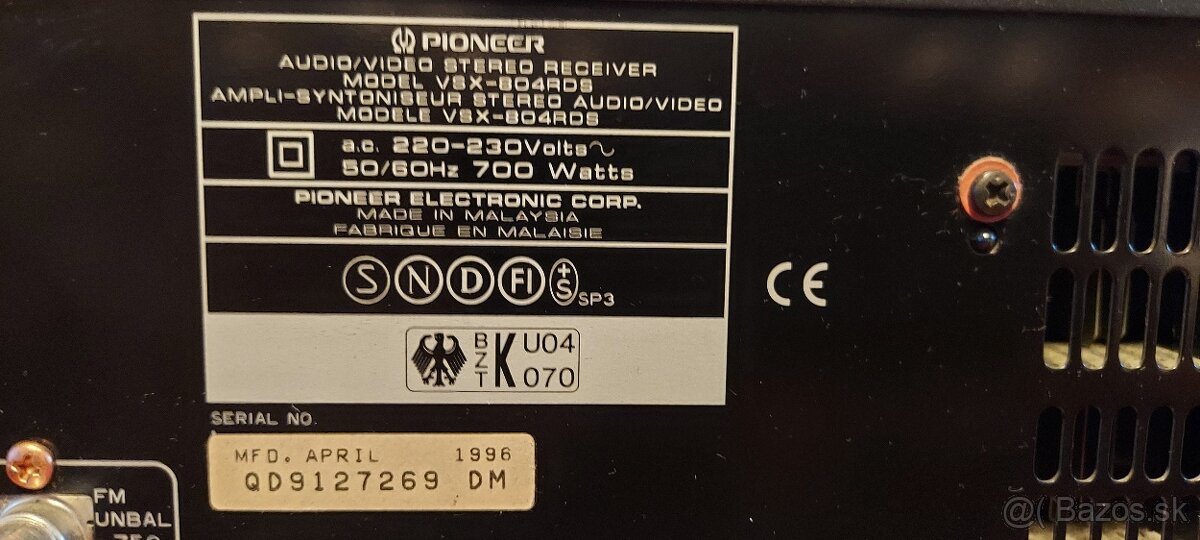 PIONEER
AUDIO/VIDEO STEREO RECEIVER
MODEL VSX-804RDS
AMPLI-SYNTONISEUR STEREO AUDIO/VIDEO
MODELE VSX-804RDS
a.c. 220-230Volts~
50/60Hz 700 Watts
PIONEER ELECTRONIC CORP.
MADE IN MALAYSIA
FABRIQUE EN MALAISIE
S N D FI +S SP3
CE
BZT K U04
070
SERIAL NO.
MFD. APRIL 1996
QD9127269 DM
FM
UNBAL
75Ω
@( Bazos.sk